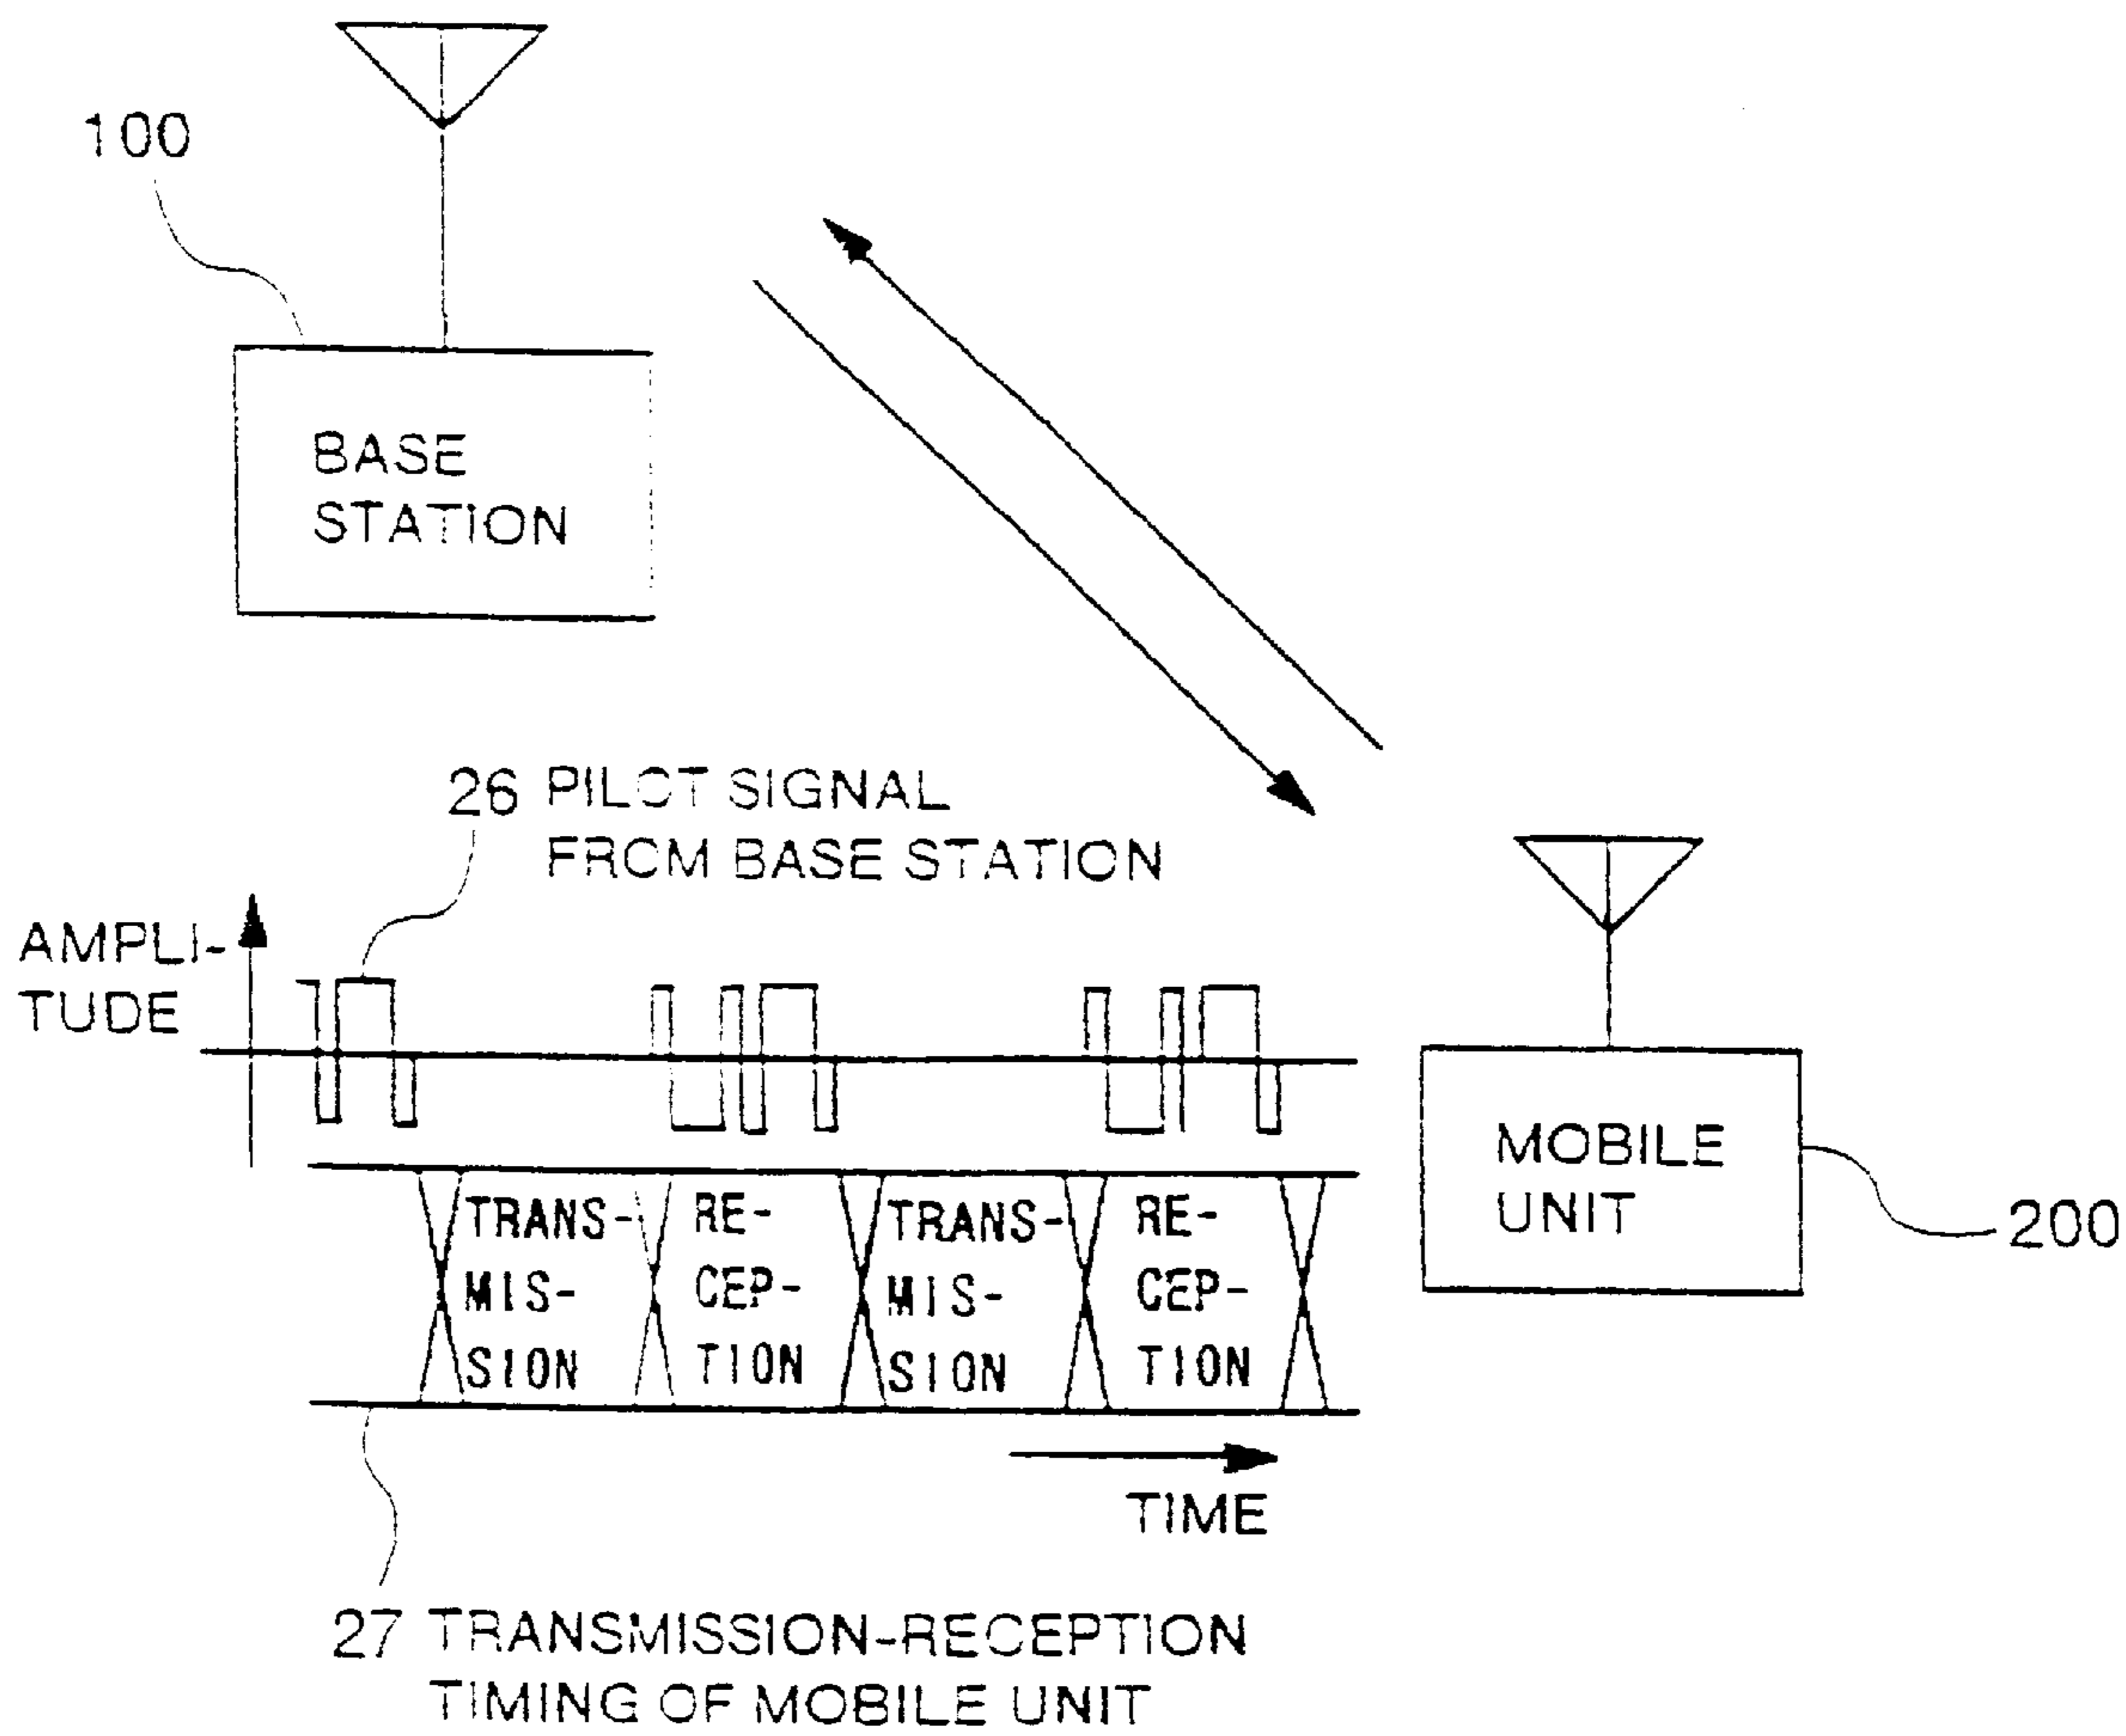 100
BASE
STATION
26 PILOT SIGNAL
FROM BASE STATION
AMPLI-
TUDE
MOBILE
UNIT
200
TRANS-
MIS-
SION
RE-
CEP-
TION
TRANS-
MIS-
SION
RE-
CEP-
TION
TIME
27 TRANSMISSION-RECEPTION
TIMING OF MOBILE UNIT